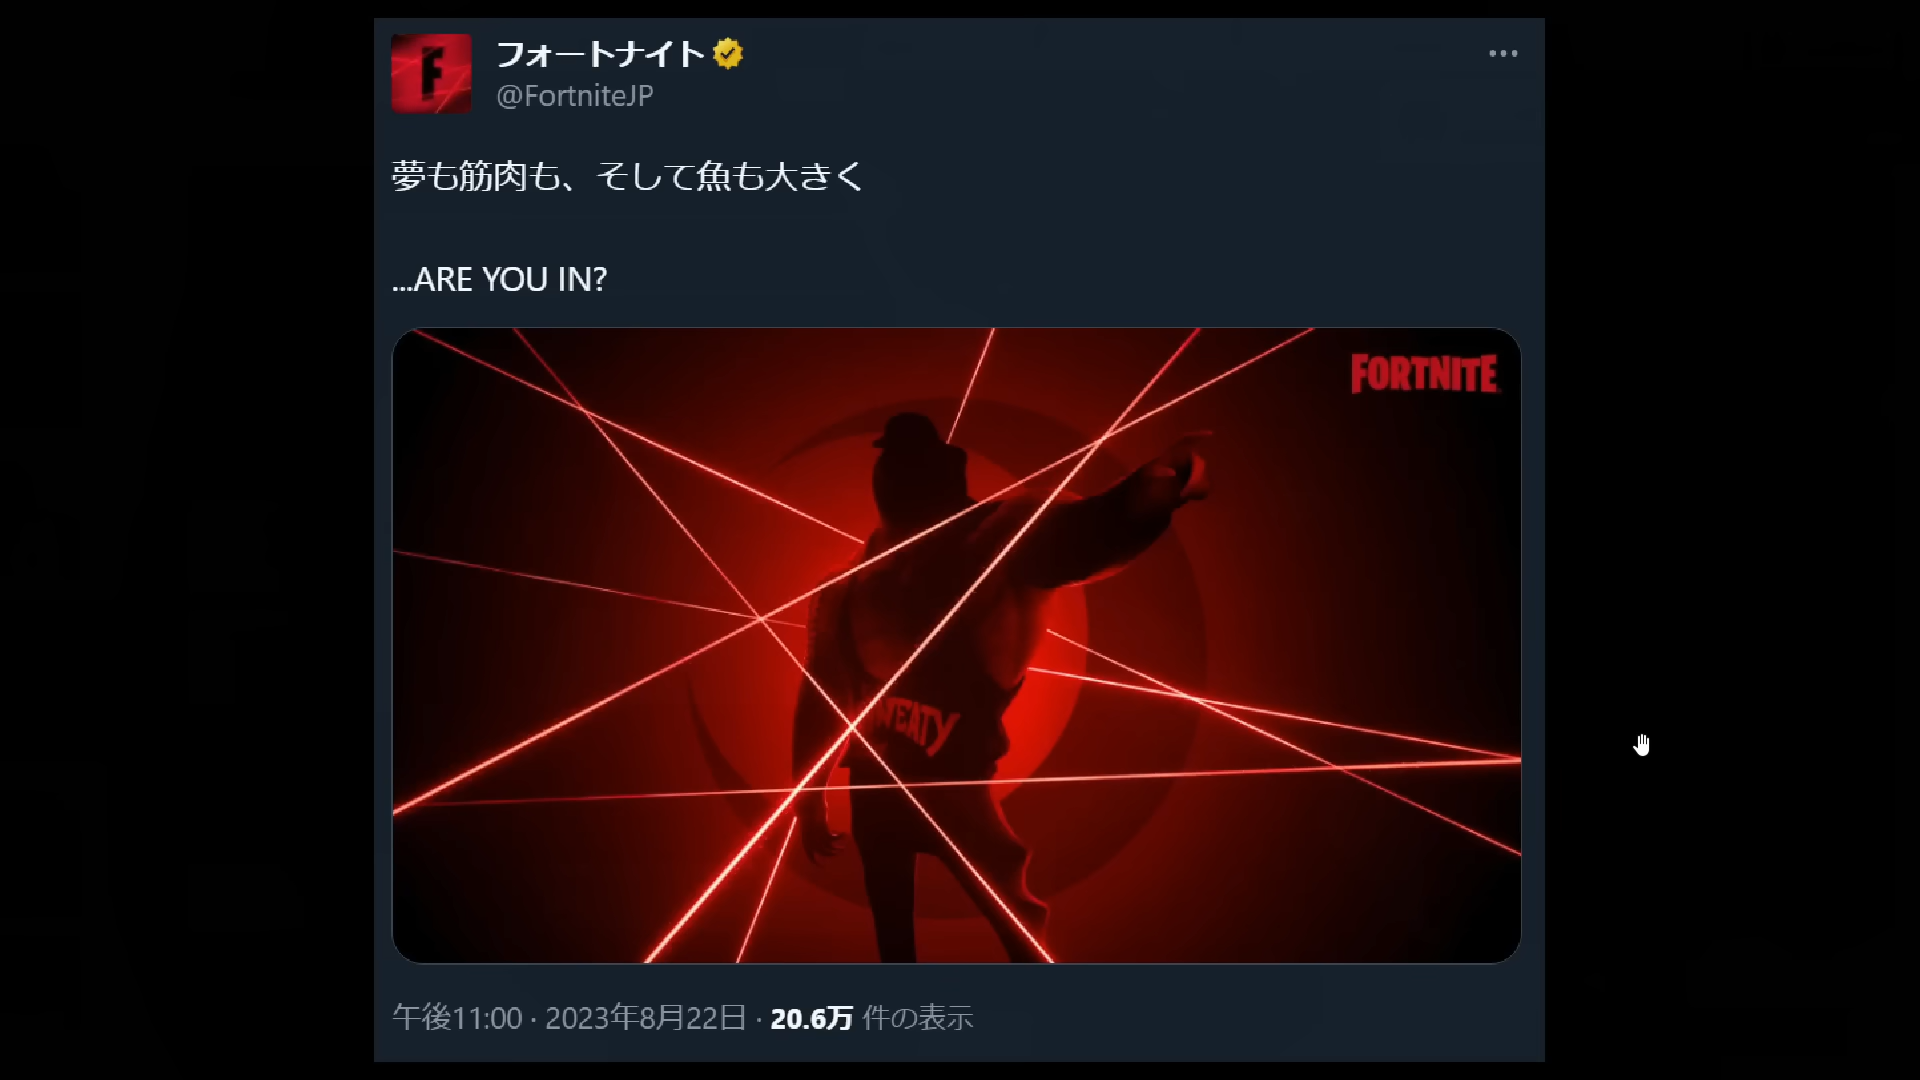 フォートナイト
@FortniteJP
夢も筋肉も、そして魚も大きく
...ARE YOU IN?
FORTNITE
WEATY
午後11:00 · 2023年8月22日 · 20.6万 件の表示